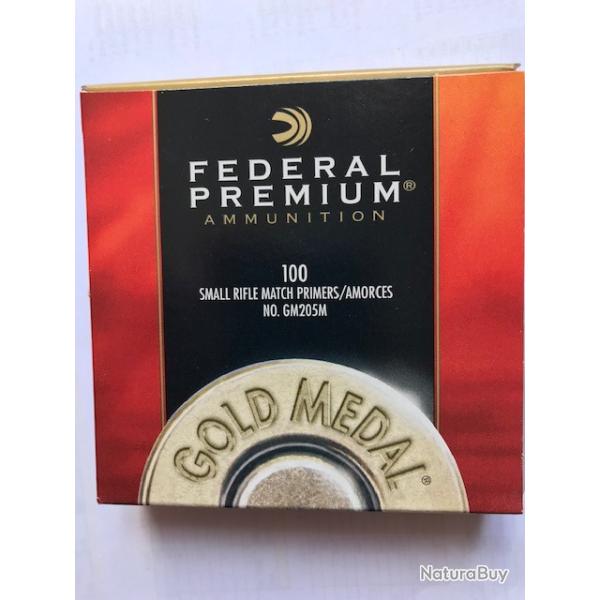 FEDERAL
PREMIUM®
AMMUNITION
100
SMALL RIFLE MATCH PRIMERS/AMORCES
NO. GM205M
GOLD MEDAL®
NaturaBuy